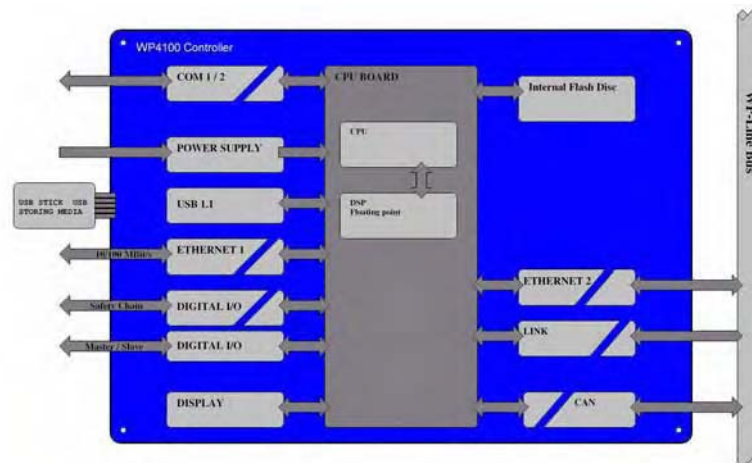 WP4100 Controller
COM 1 / 2
CPU BOARD
Internal Flash Disc
CPU
POWER SUPPLY
USB STICK USB
STORING MEDIA
USB 1.1
DSP
Floating point
ETHERNET 1
10/100 MBit/s
ETHERNET 2
Safety Chain
DIGITAL I/O
LINK
Master / Slave
DIGITAL I/O
DISPLAY
CAN
WP-Line Bus